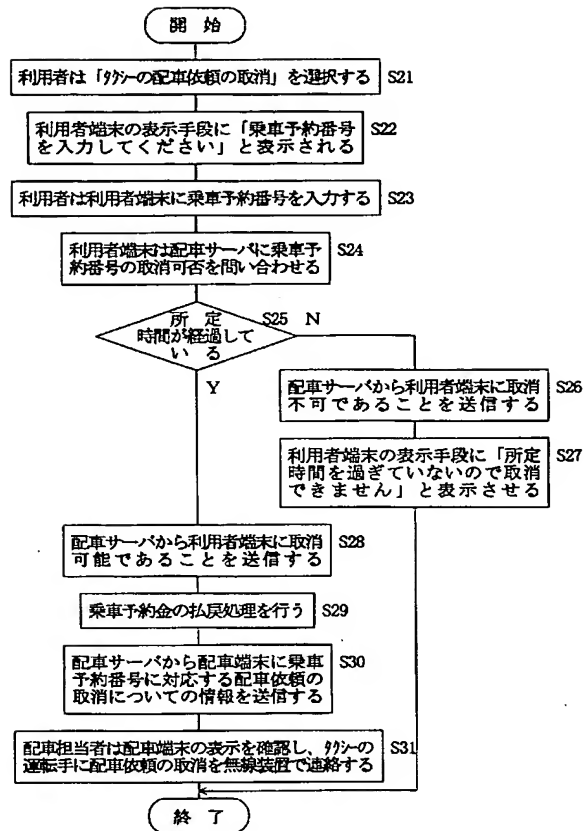 開 始
利用者は「タクシーの配車依頼の取消」を選択する S21
利用者端末の表示手段に「乗車予約番号 S22
を入力してください」と表示される
利用者は利用者端末に乗車予約番号を入力する S23
利用者端末は配車サーバに乗車予 S24
約番号の取消可否を問い合わせる
所 定 S25 N
時間が経過して
い る
Y
配車サーバから利用者端末に取消 S26
不可であることを送信する
利用者端末の表示手段に「所定 S27
時間を過ぎていないので取消
できません」と表示させる
配車サーバから利用者端末に取消 S28
可能であることを送信する
乗車予約金の払戻処理を行う S29
配車サーバから配車端末に乗車 S30
予約番号に対応する配車依頼の
取消についての情報を送信する
配車担当者は配車端末の表示を確認し、タクシーの S31
運転手に配車依頼の取消を無線装置で連絡する
終 了